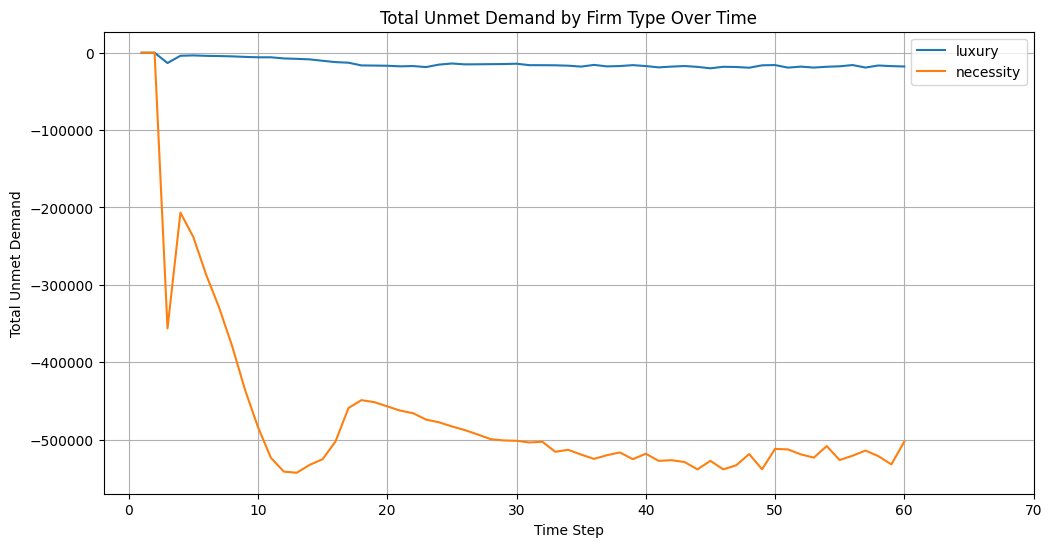 Total Unmet Demand by Firm Type Over Time
luxury
necessity
Total Unmet Demand
0
−100000
−200000
−300000
−400000
−500000
0 10 20 30 40 50 60 70
Time Step